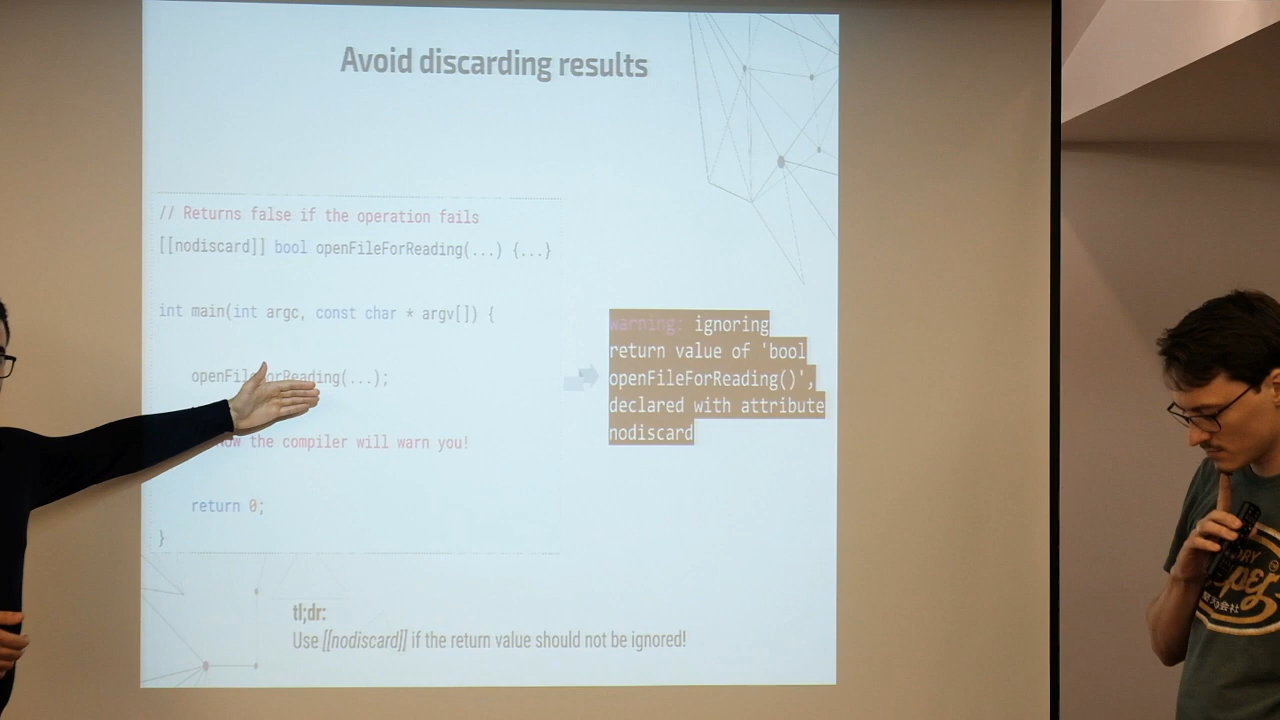 Avoid discarding results
// Returns false if the operation fails
[[nodiscard]] bool openFileForReading(...) {...}
int main(int argc, const char * argv[]) {
openFileForReading(...);
now the compiler will warn you!
return 0;
}
warning: ignoring
return value of 'bool
openFileForReading()',
declared with attribute
nodiscard
tl;dr:
Use [[nodiscard]] if the return value should not be ignored!